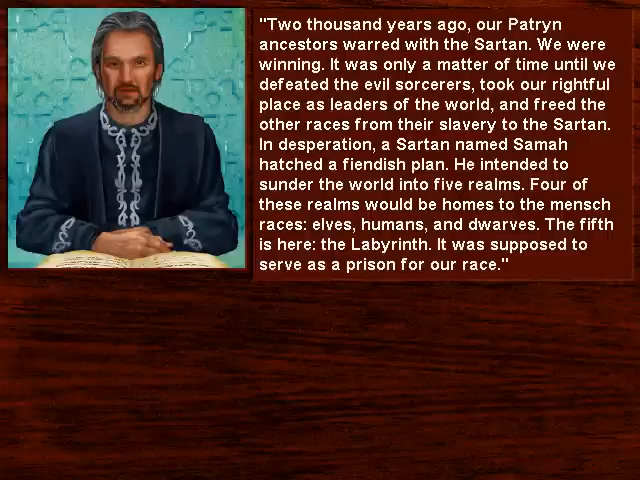 "Two thousand years ago, our Patryn
ancestors warred with the Sartan. We were
winning. It was only a matter of time until we
defeated the evil sorcerers, took our rightful
place as leaders of the world, and freed the
other races from their slavery to the Sartan.
In desperation, a Sartan named Samah
hatched a fiendish plan. He intended to
sunder the world into five realms. Four of
these realms would be homes to the mensch
races: elves, humans, and dwarves. The fifth
is here: the Labyrinth. It was supposed to
serve as a prison for our race."